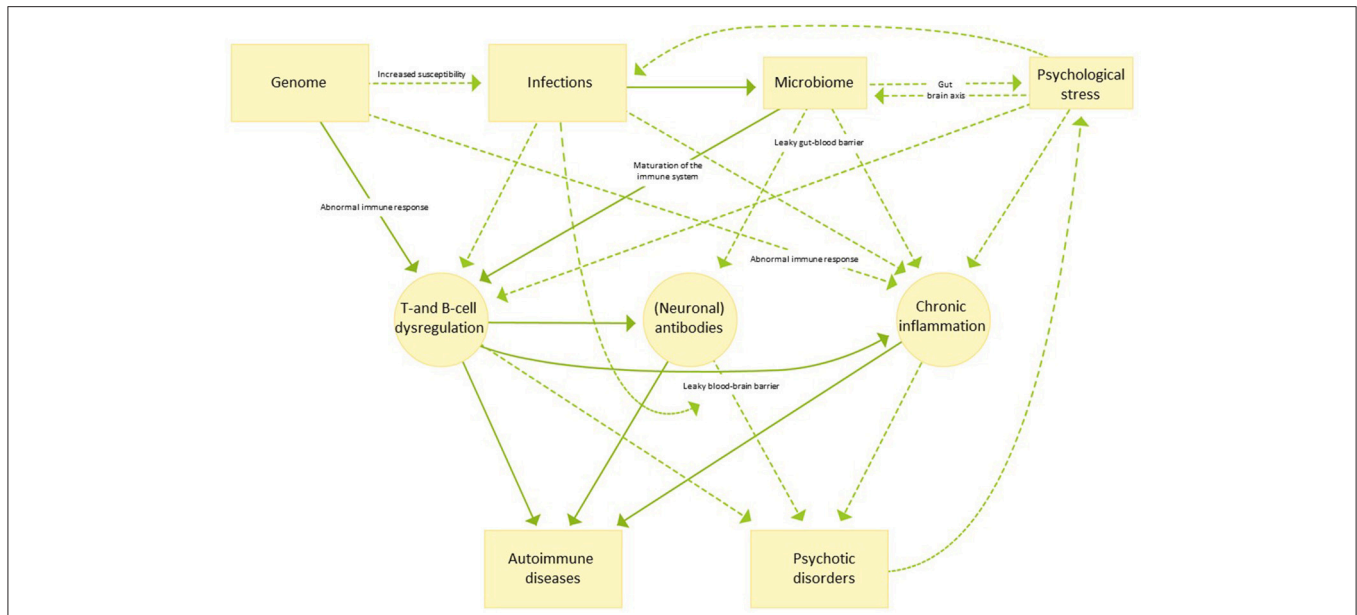 Genome
Increased susceptibility
Infections
Microbiome
Gut
brain axis
Psychological
stress
Leaky gut-blood barrier
Maturation of the
immune system
Abnormal immune response
Abnormal immune response
T-and B-cell
dysregulation
(Neuronal)
antibodies
Chronic
inflammation
Leaky blood-brain barrier
Autoimmune
diseases
Psychotic
disorders